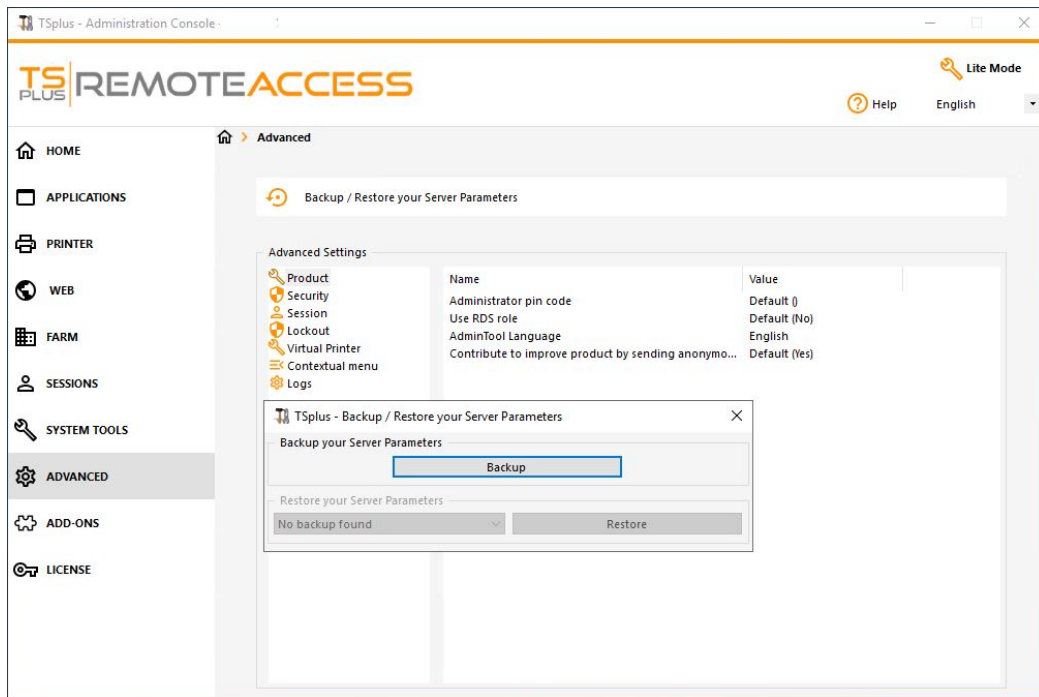 TSplus - Administration Console -
TS PLUS REMOTEACCESS
Lite Mode
Help
English
HOME
APPLICATIONS
PRINTER
WEB
FARM
SESSIONS
SYSTEM TOOLS
ADVANCED
ADD-ONS
LICENSE
Advanced
Backup / Restore your Server Parameters
Advanced Settings
Product
Security
Session
Lockout
Virtual Printer
Contextual menu
Logs
Name Value
Administrator pin code Default ()
Use RDS role Default (No)
AdminTool Language English
Contribute to improve product by sending anonymo... Default (Yes)
TSplus - Backup / Restore your Server Parameters
Backup your Server Parameters
Backup
Restore your Server Parameters
No backup found
Restore